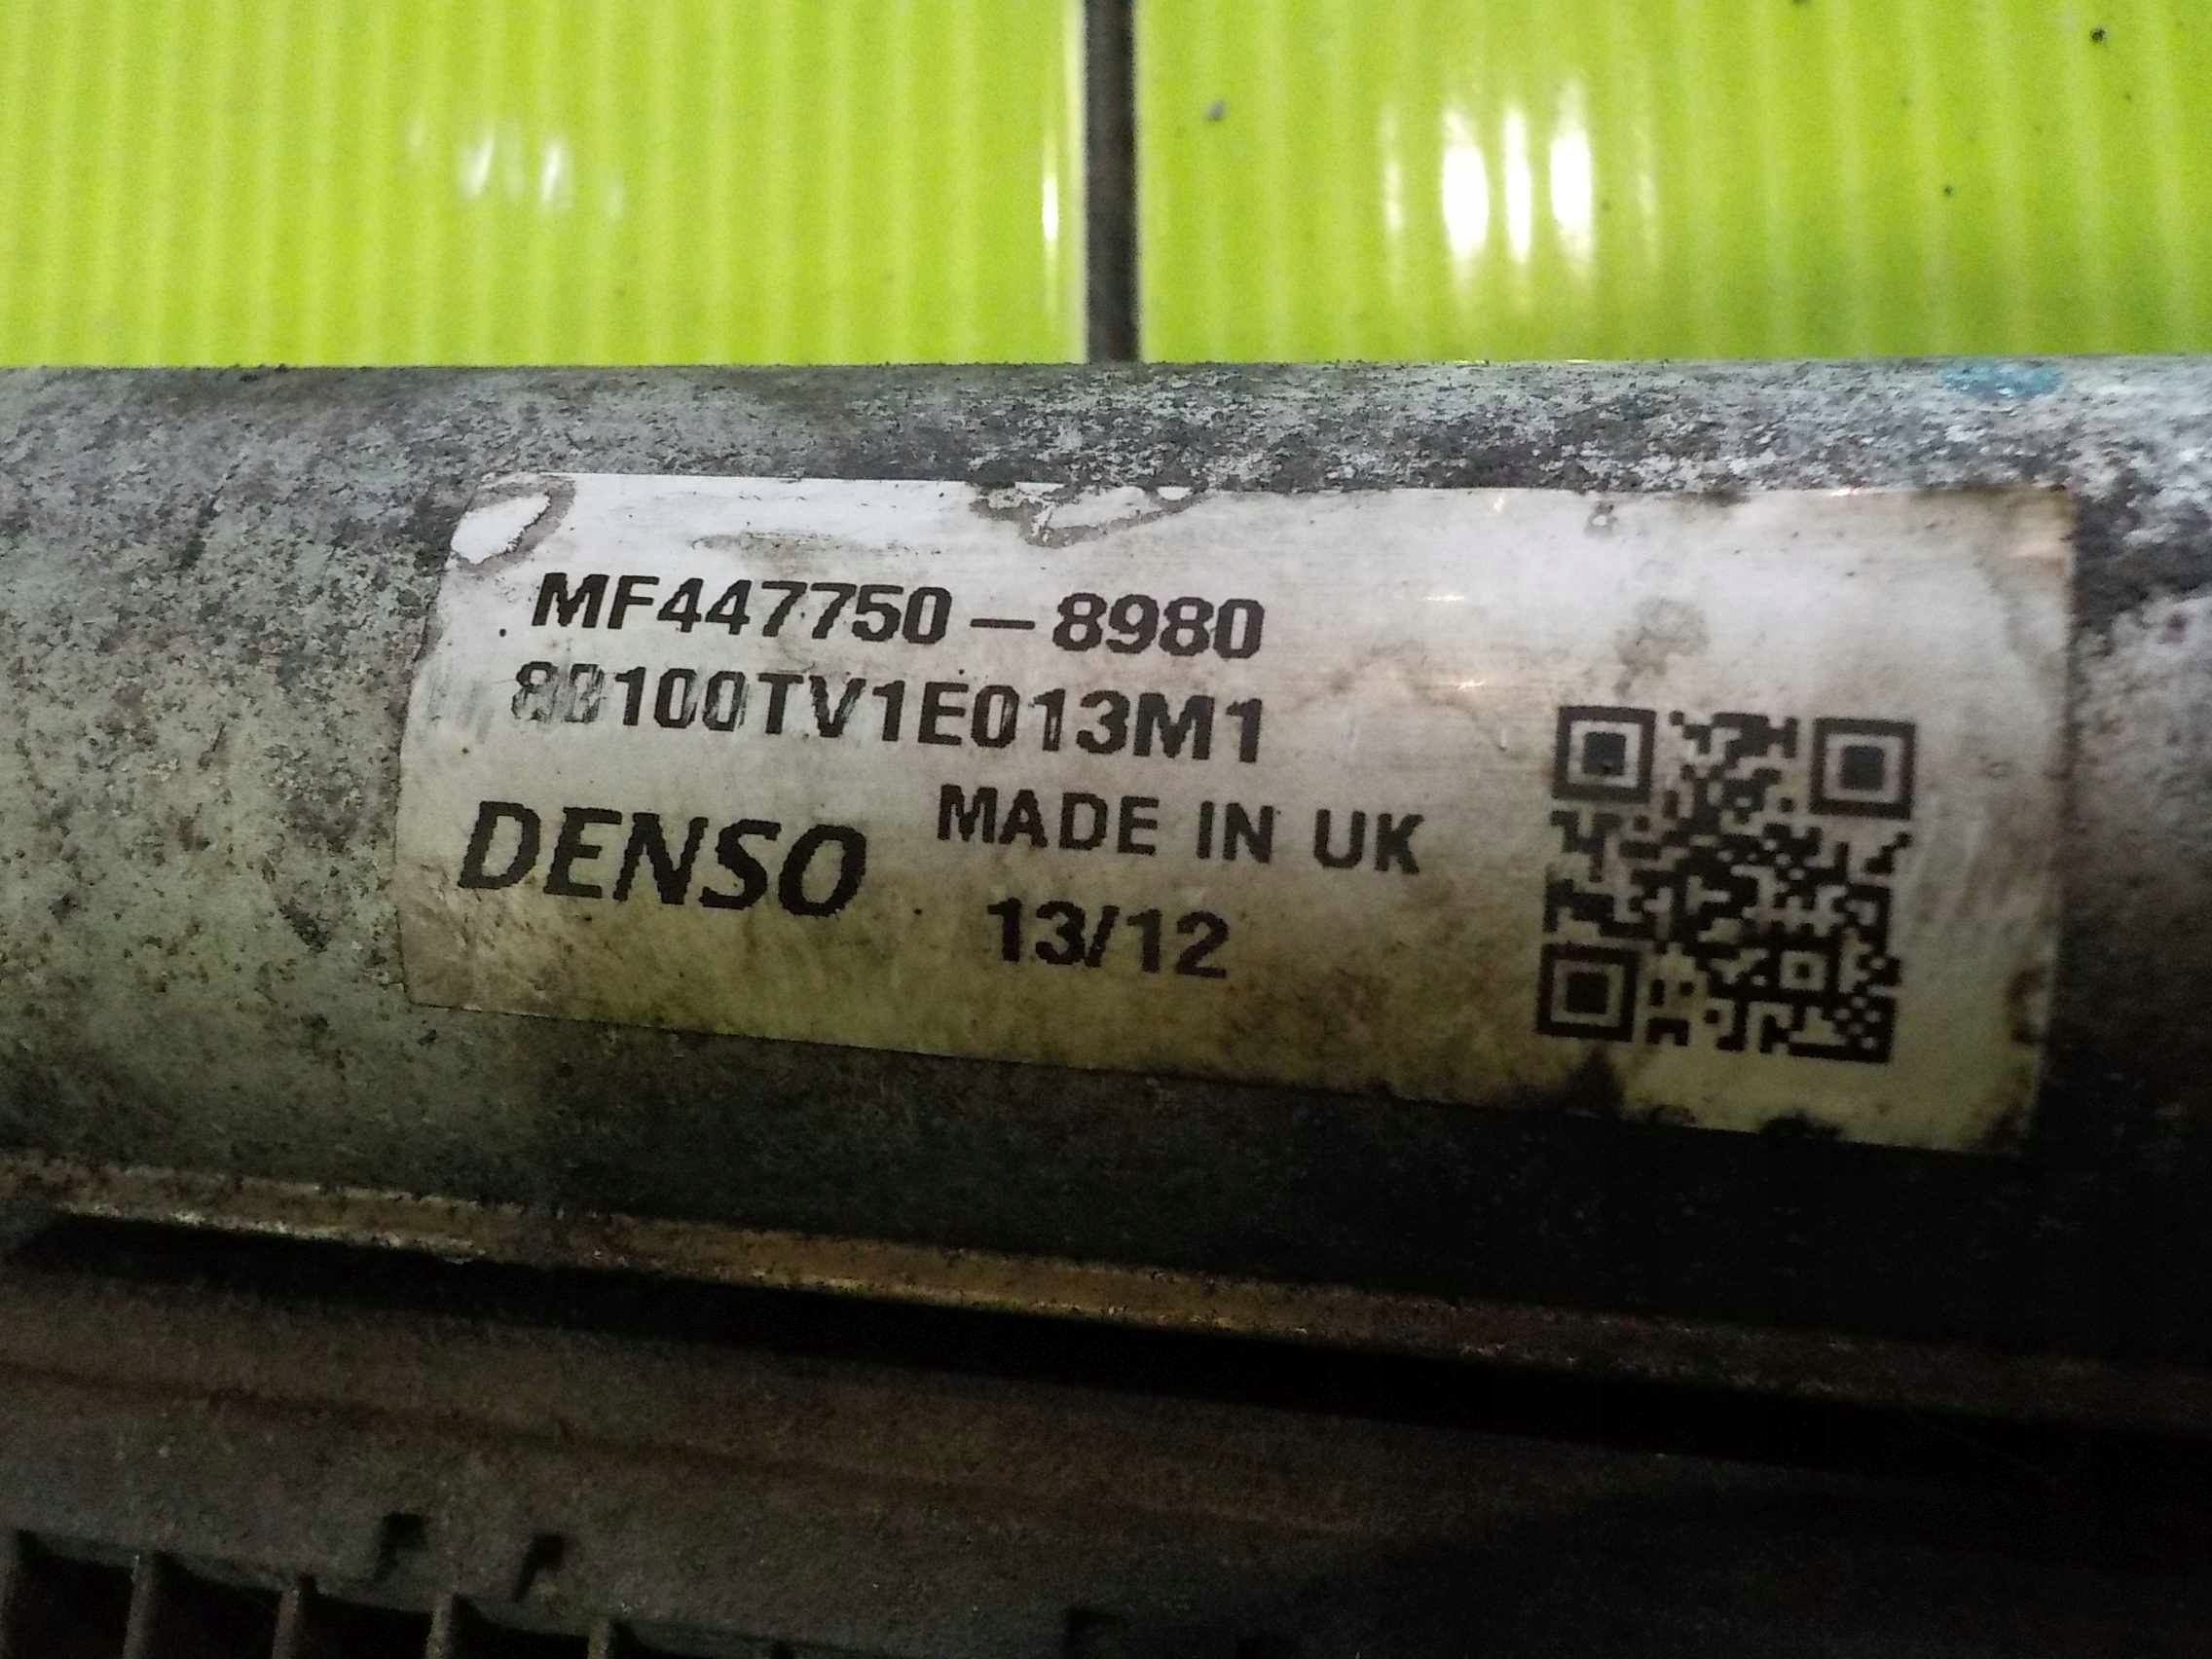 MF447750-8980
80100TV1E013M1
DENSO MADE IN UK
13/12